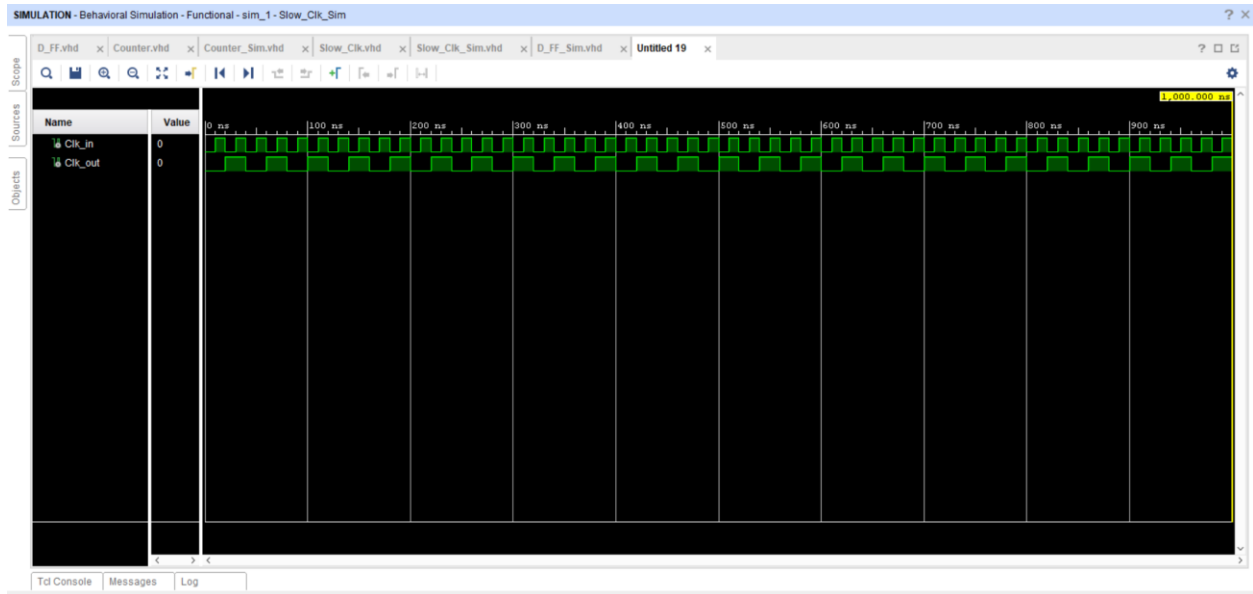 SIMULATION - Behavioral Simulation - Functional - sim_1 - Slow_Clk_Sim
D_FF.vhd Counter.vhd Counter_Sim.vhd Slow_Clk.vhd Slow_Clk_Sim.vhd D_FF_Sim.vhd Untitled 19
Scope
Sources
Objects
1,000.000 ns
Name Value
0 ns 100 ns 200 ns 300 ns 400 ns 500 ns 600 ns 700 ns 800 ns 900 ns
Clk_in 0
Clk_out 0
Tcl Console Messages Log